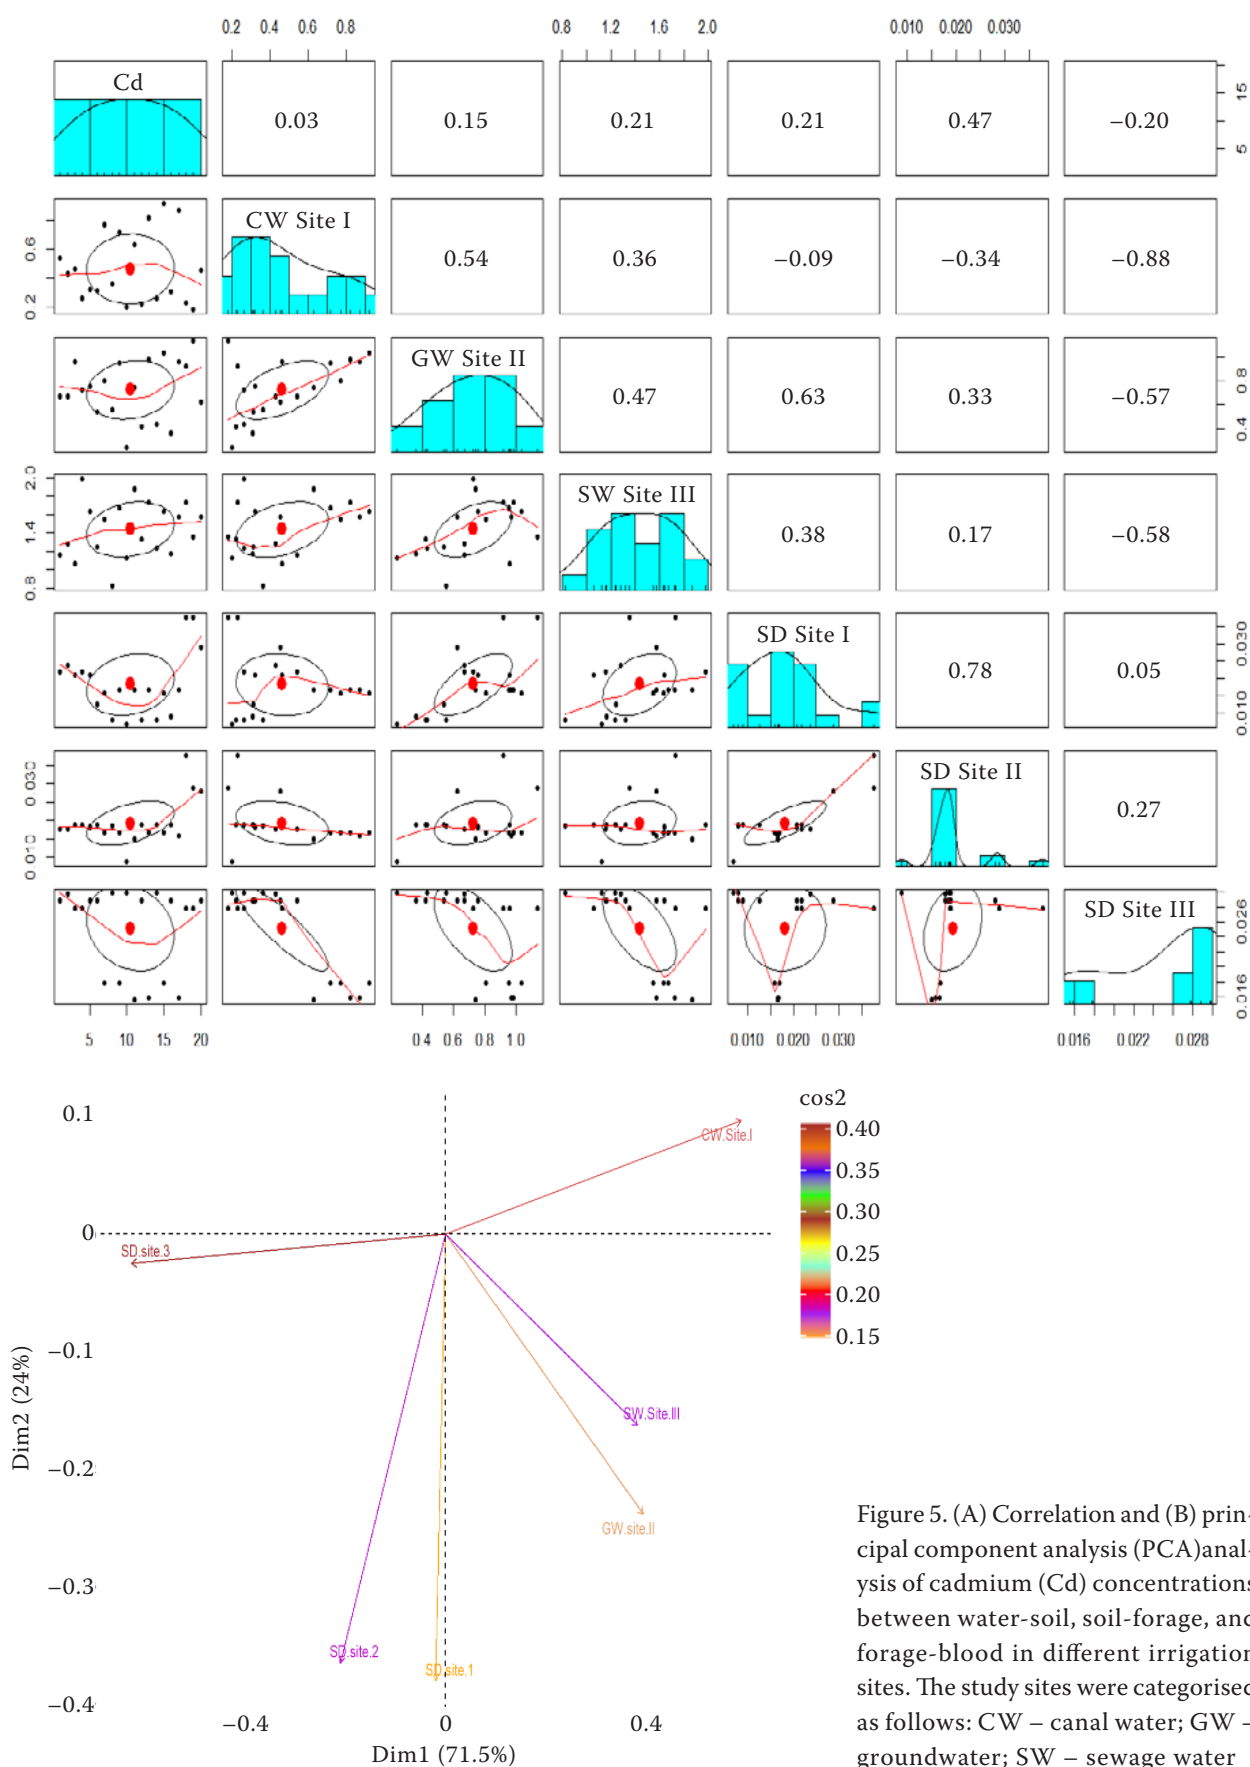 0.2 0.4 0.6 0.8 0.8 1.2 1.6 2.0 0.010 0.020 0.030
Cd 0.03 0.15 0.21 0.21 0.47 −0.20
5 15
CW Site I 0.54 0.36 −0.09 −0.34 −0.88
0.2 0.6
GW Site II 0.47 0.63 0.33 −0.57
0.4 0.8
SW Site III 0.38 0.17 −0.58
0.8 1.4 2.0
SD Site I 0.78 0.05
0.010 0.030
SD Site II 0.27
0.010 0.030
SD Site III
0.016 0.026
5 10 15 20 0.4 0.6 0.8 1.0 0.010 0.020 0.030 0.016 0.022 0.028
cos2
0.40
0.35
0.30
0.25
0.20
0.15
0.1
0
−0.1
−0.2
−0.3
−0.4
Dim2 (24%)
CW.Site.I
SD.site.3
SW.Site.III
GW.site.II
SD.site.2
SD.site.1
−0.4 0 0.4
Dim1 (71.5%)
Figure 5. (A) Correlation and (B) prin-
cipal component analysis (PCA)anal-
ysis of cadmium (Cd) concentrations
between water-soil, soil-forage, and
forage-blood in different irrigation
sites. The study sites were categorised
as follows: CW – canal water; GW –
groundwater; SW – sewage water